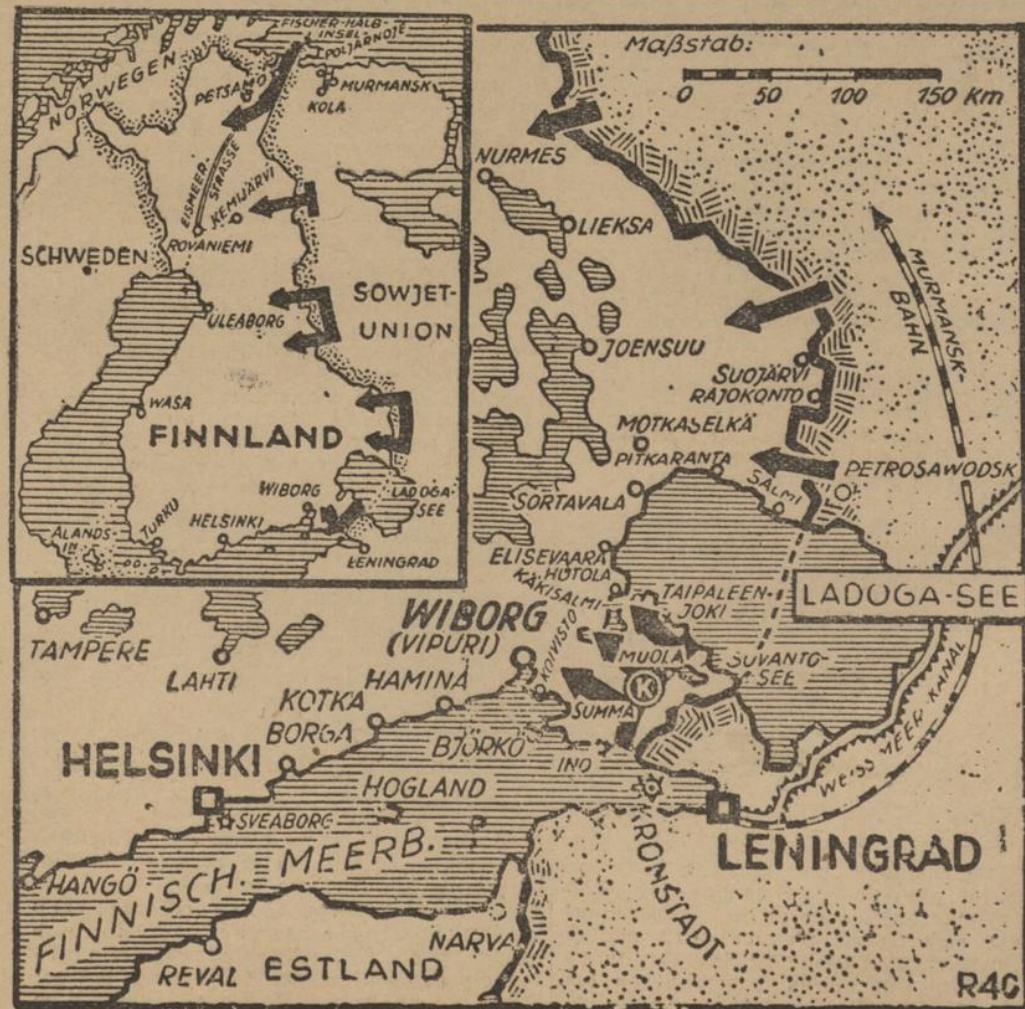 FISCHER-HALB-
INSEL
POLJARNOJE
NORWEGEN
PETSAMO
MURMANSK
KOLA
EISMEER-
STRASSE
KEMIJÄRVI
ROVANIEMI
SCHWEDEN
SOWJET-
UNION
ULEABORG
WASA
FINNLAND
WIBORG
LADOGA-
SEE
HELSINKI
TURKU
ALANDS-
IN.
LENINGRAD
Maßstab:
0 50 100 150 Km
NURMES
LIEKSA
MURMANSK-
BAHN
JOENSUU
SUOJÄRVI
RAJOKONTO
MOTKASELKÄ
PITKARANTA
PETROSAWODSK
SALMI
SORTAVALA
ELISEVAARA
HUTOLA
KÄKISALMI
TAIPALEEN-
JOKI
LADOGA-SEE
WIBORG
(VIPURI)
KOIVISTO
MUOLA
SUVANTO-
SEE
TAMPERE
LAHTI
HAMINA
K
SUMMA
KOTKA
BORGA
BJÖRKÖ
INO
WEISS MEER KANAL
HELSINKI
HOGLAND
SVEABORG
KRONSTADT
LENINGRAD
HANGÖ
FINNISCH. MEERB.
NARVA
REVAL
ESTLAND
R4C